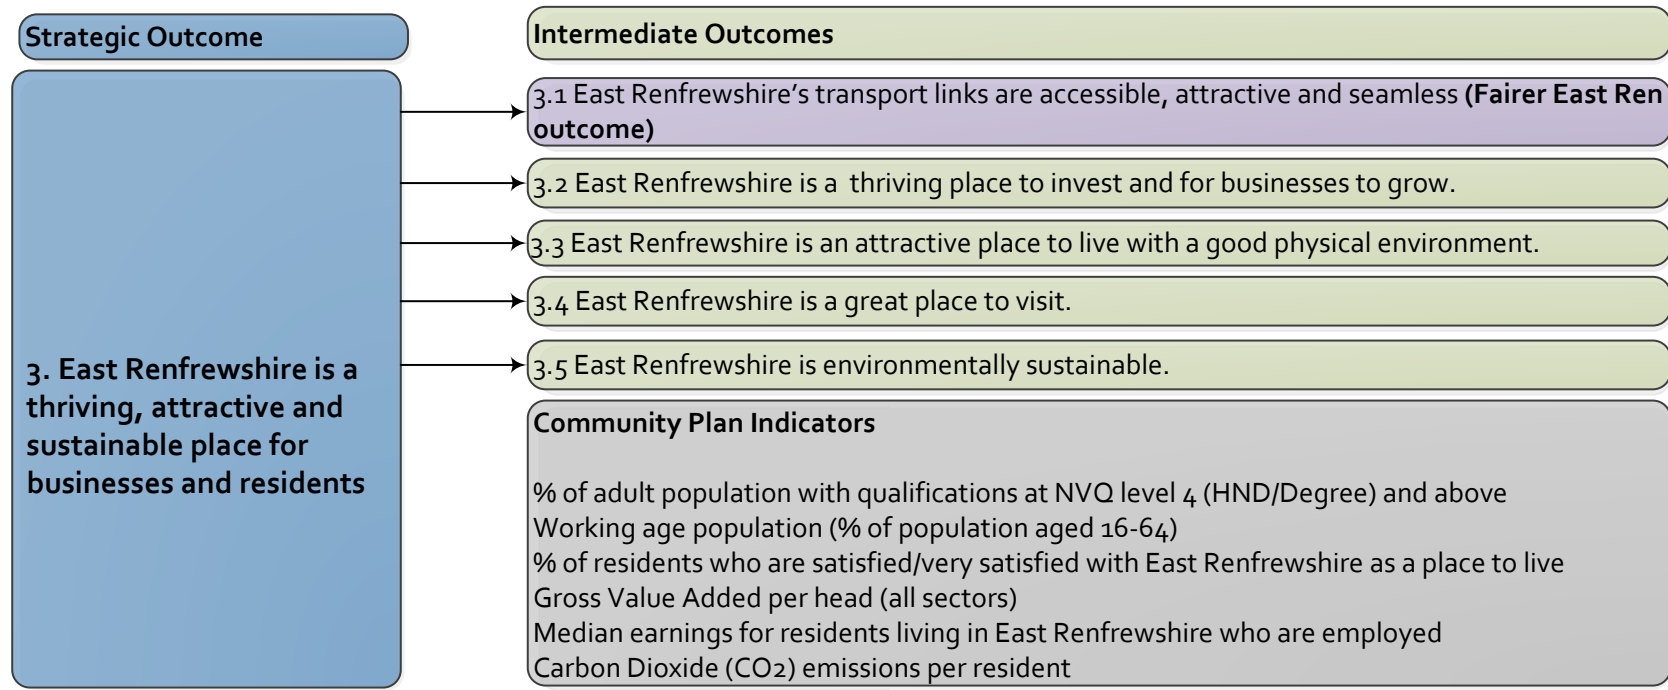 Strategic Outcome
3. East Renfrewshire is a
thriving, attractive and
sustainable place for
businesses and residents
Intermediate Outcomes
3.1 East Renfrewshire’s transport links are accessible, attractive and seamless (Fairer East Ren
outcome)
3.2 East Renfrewshire is a  thriving place to invest and for businesses to grow.
3.3 East Renfrewshire is an attractive place to live with a good physical environment.
3.4 East Renfrewshire is a great place to visit.
3.5 East Renfrewshire is environmentally sustainable.
Community Plan Indicators
% of adult population with qualifications at NVQ level 4 (HND/Degree) and above
Working age population (% of population aged 16-64)
% of residents who are satisfied/very satisfied with East Renfrewshire as a place to live
Gross Value Added per head (all sectors)
Median earnings for residents living in East Renfrewshire who are employed
Carbon Dioxide (CO2) emissions per resident